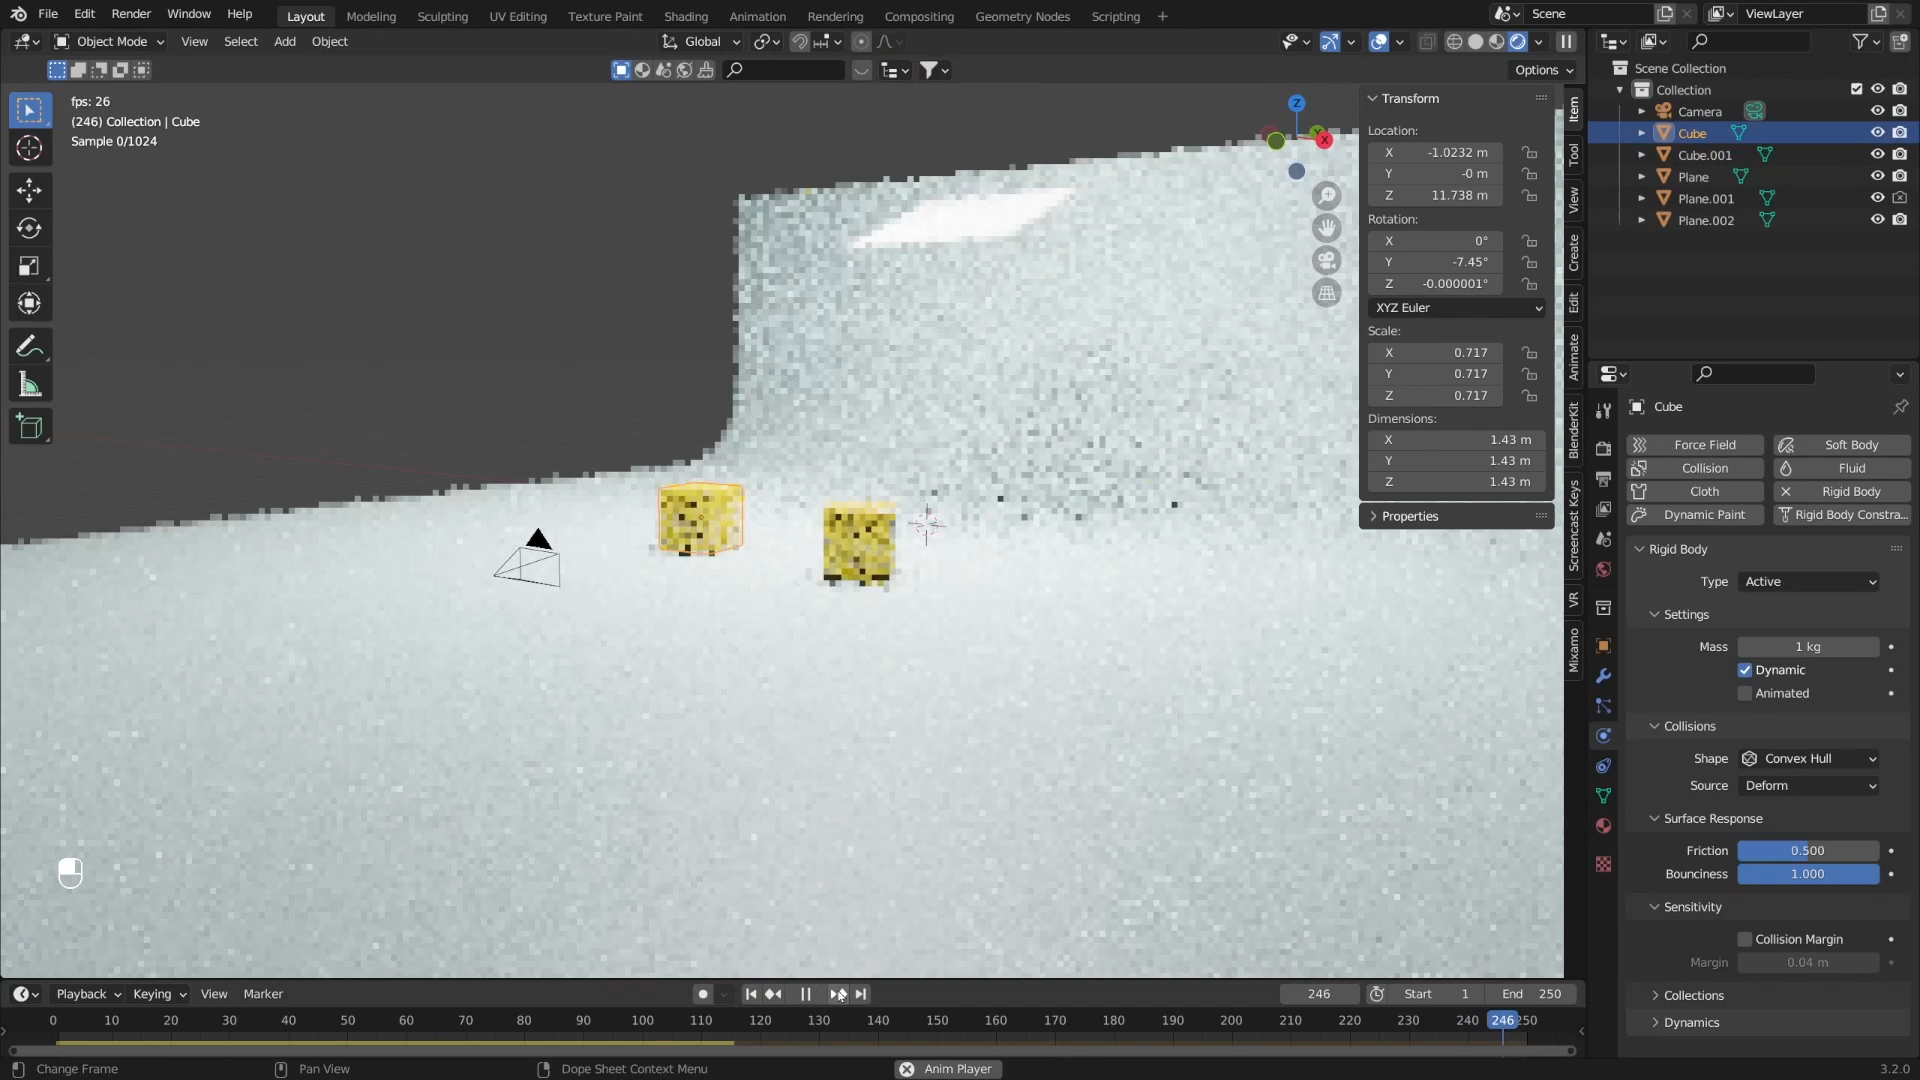 File Edit Render Window Help Layout Modeling Sculpting UV Editing Texture Paint Shading Animation Rendering Compositing Geometry Nodes Scripting + Scene ViewLayer
Object Mode View Select Add Object Global
Options
fps: 26
(246) Collection | Cube
Sample 0/1024
Z
X
Transform
Location:
X -1.0232 m
Y -0 m
Z 11.738 m
Rotation:
X 0°
Y -7.45°
Z -0.000001°
XYZ Euler
Scale:
X 0.717
Y 0.717
Z 0.717
Dimensions:
X 1.43 m
Y 1.43 m
Z 1.43 m
Properties
Item
Tool
View
Create
Edit
Animate
BlenderKit
Screencast Keys
VR
Mixamo
Scene Collection
Collection
Camera
Cube
Cube.001
Plane
Plane.001
Plane.002
Cube
Force Field Soft Body
Collision Fluid
Cloth Rigid Body
Dynamic Paint Rigid Body Constra...
Rigid Body
Type Active
Settings
Mass 1 kg
Dynamic
Animated
Collisions
Shape Convex Hull
Source Deform
Surface Response
Friction 0.500
Bounciness 1.000
Sensitivity
Collision Margin
Margin 0.04 m
Collections
Dynamics
Playback Keying View Marker 246 Start 1 End 250
0 10 20 30 40 50 60 70 80 90 100 110 120 130 140 150 160 170 180 190 200 210 220 230 240 246 250
Change Frame Pan View Dope Sheet Context Menu Anim Player 3.2.0